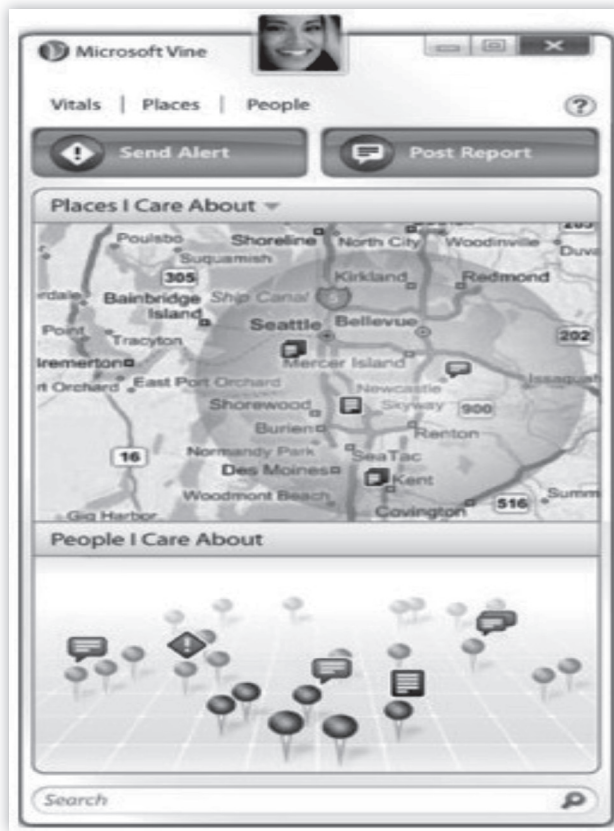 Microsoft Vine
Vitals | Places | People
?
Send Alert
Post Report
Places I Care About
Poulsbo
Shoreline
North City
Woodinville
Duva
Suquamish
305
Kirkland
Redmond
Bainbridge Island
Ship Canal
5
Point
Tracyton
Seattle
Bellevue
202
Bremerton
Mercer Island
rt Orchard
East Port Orchard
Newcastle
Issaquah
Shorewood
Skyway
900
Burien
Renton
Normandy Park
SeaTac
16
Des Moines
Kent
Woodmont Beach
516
Summ
Gig Harbor
Covington
People I Care About
Search